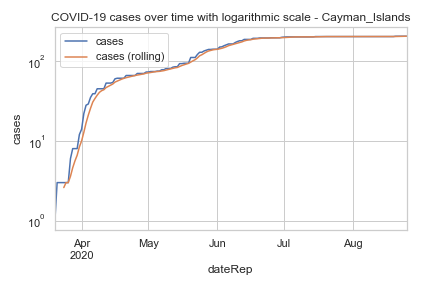 COVID-19 cases over time with logarithmic scale - Cayman_Islands
cases
cases (rolling)
10²
10¹
10⁰
cases
Apr
2020
May
Jun
Jul
Aug
dateRep